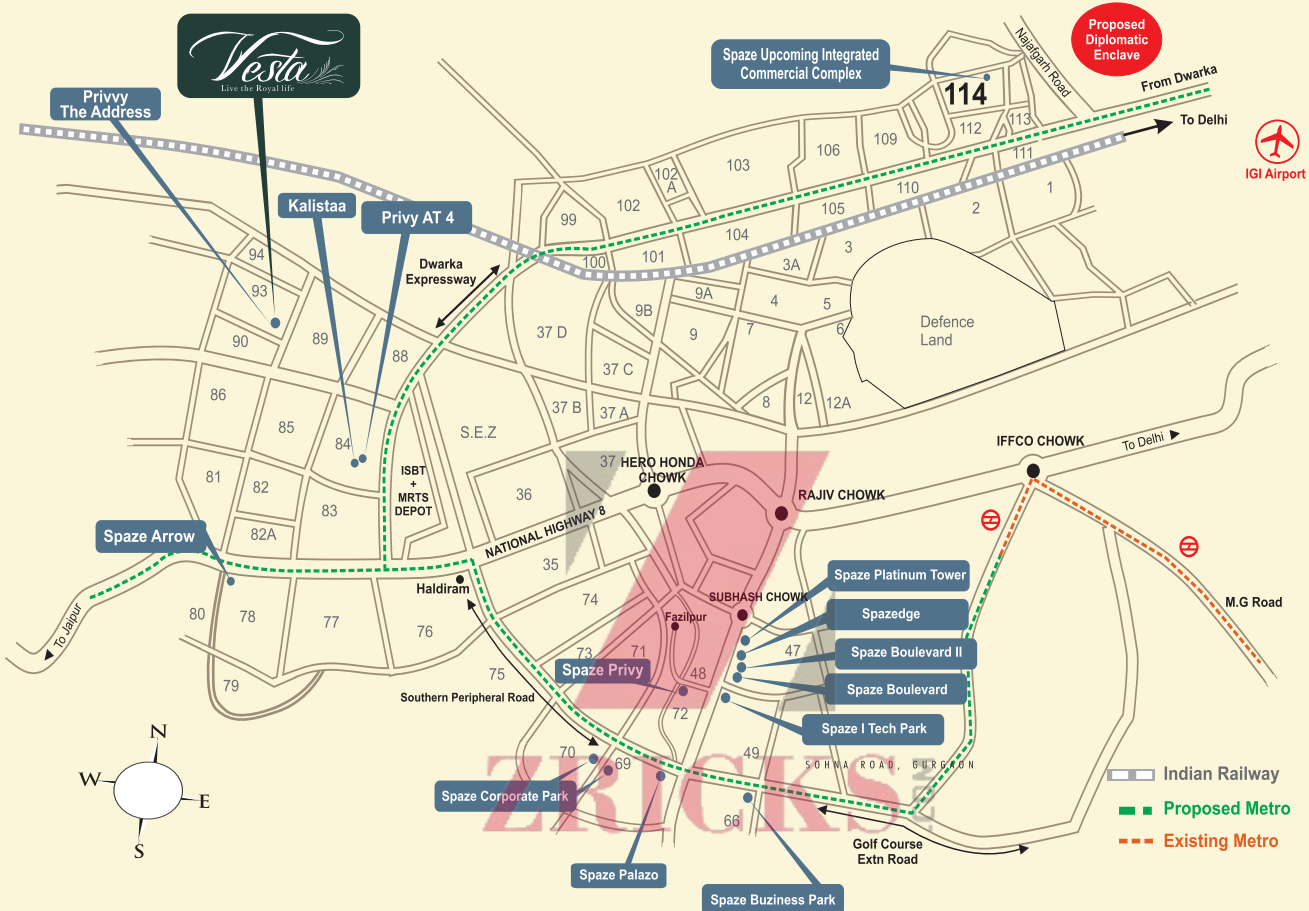 Proposed
Diplomatic
Enclave
Najafgarh Road
From Dwarka
To Delhi
IGI Airport
Spaze Upcoming Integrated
Commercial Complex
114
Vesta
Live the Royal life
Privvy
The Address
Kalistaa
Privy AT 4
Dwarka
Expressway
94
93
90
89
88
86
85
84
81
82
83
82A
99
100
101
102
102
A
103
104
105
106
109
110
111
112
113
1
2
3
3A
4
5
6
7
8
9
9A
9B
12
12A
37 D
37 C
37 B
37 A
37
Defence
Land
S.E.Z
ISBT
+
MRTS
DEPOT
36
35
HERO HONDA
CHOWK
RAJIV CHOWK
IFFCO CHOWK
To Delhi
NATIONAL HIGHWAY 8
Spaze Arrow
To Jaipur
Haldiram
80
79
78
77
76
75
74
73
71
72
70
69
66
47
48
49
SUBHASH CHOWK
Fazilpur
Spaze Platinum Tower
Spazedge
Spaze Boulevard II
Spaze Boulevard
Spaze I Tech Park
Spaze Privy
M.G Road
Southern Peripheral Road
SOHNA ROAD, GURGAON
Spaze Corporate Park
Spaze Palazo
Spaze Buziness Park
Golf Course
Extn Road
ZRICKS
.COM
N
W
E
S
Indian Railway
Proposed Metro
Existing Metro